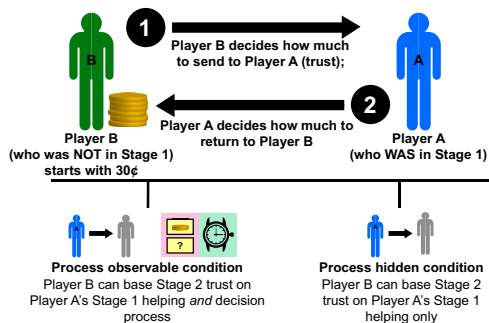 1
Player B decides how much
to send to Player A (trust);
B
A
2
Player A decides how much to
return to Player B
Player B
(who was NOT in Stage 1)
starts with 30¢
Player A
(who WAS in Stage 1)
A
?
A
Process observable condition
Player B can base Stage 2 trust on
Player A's Stage 1 helping and decision
process
Process hidden condition
Player B can base Stage 2
trust on Player A's Stage 1
helping only